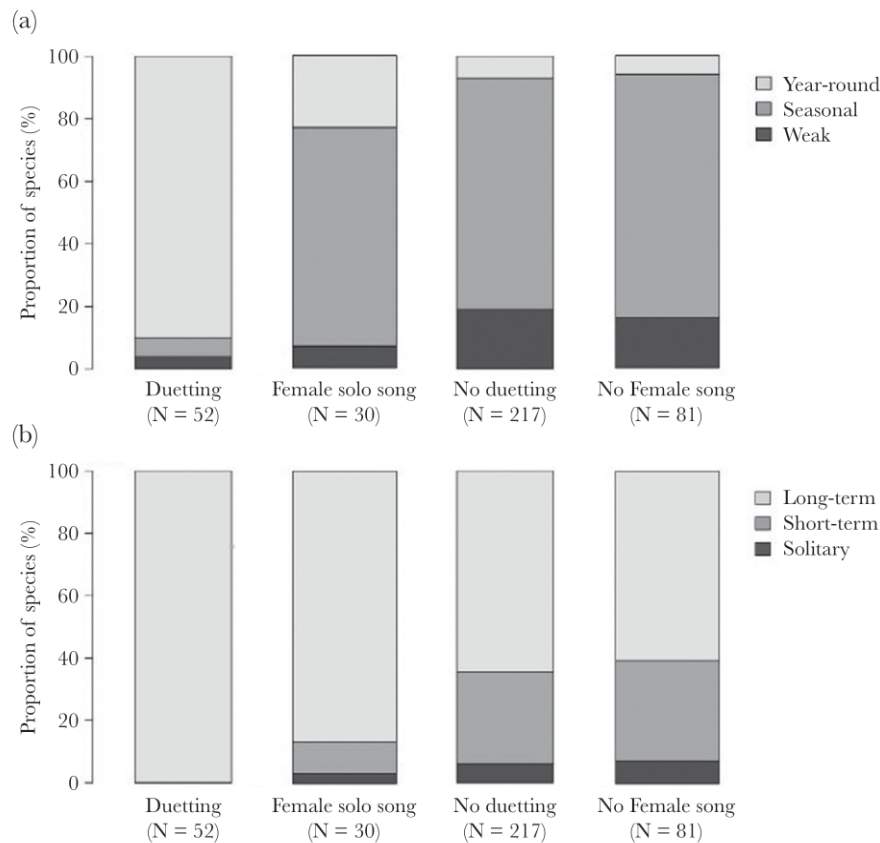 (a)
100
80
60
40
20
0
Proportion of species (%)
Year-round
Seasonal
Weak
Duetting
(N = 52)
Female solo song
(N = 30)
No duetting
(N = 217)
No Female song
(N = 81)
(b)
100
80
60
40
20
0
Proportion of species (%)
Long-term
Short-term
Solitary
Duetting
(N = 52)
Female solo song
(N = 30)
No duetting
(N = 217)
No Female song
(N = 81)